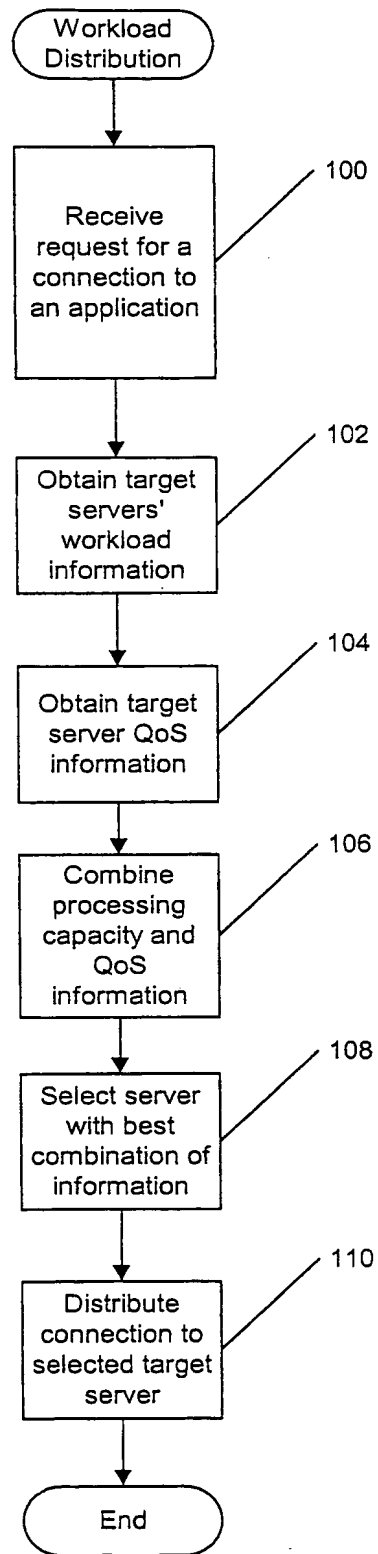 Workload
Distribution
100
Receive
request for a
connection to
an application
102
Obtain target
servers'
workload
information
104
Obtain target
server QoS
information
106
Combine
processing
capacity and
QoS
information
108
Select server
with best
combination of
information
110
Distribute
connection to
selected target
server
End